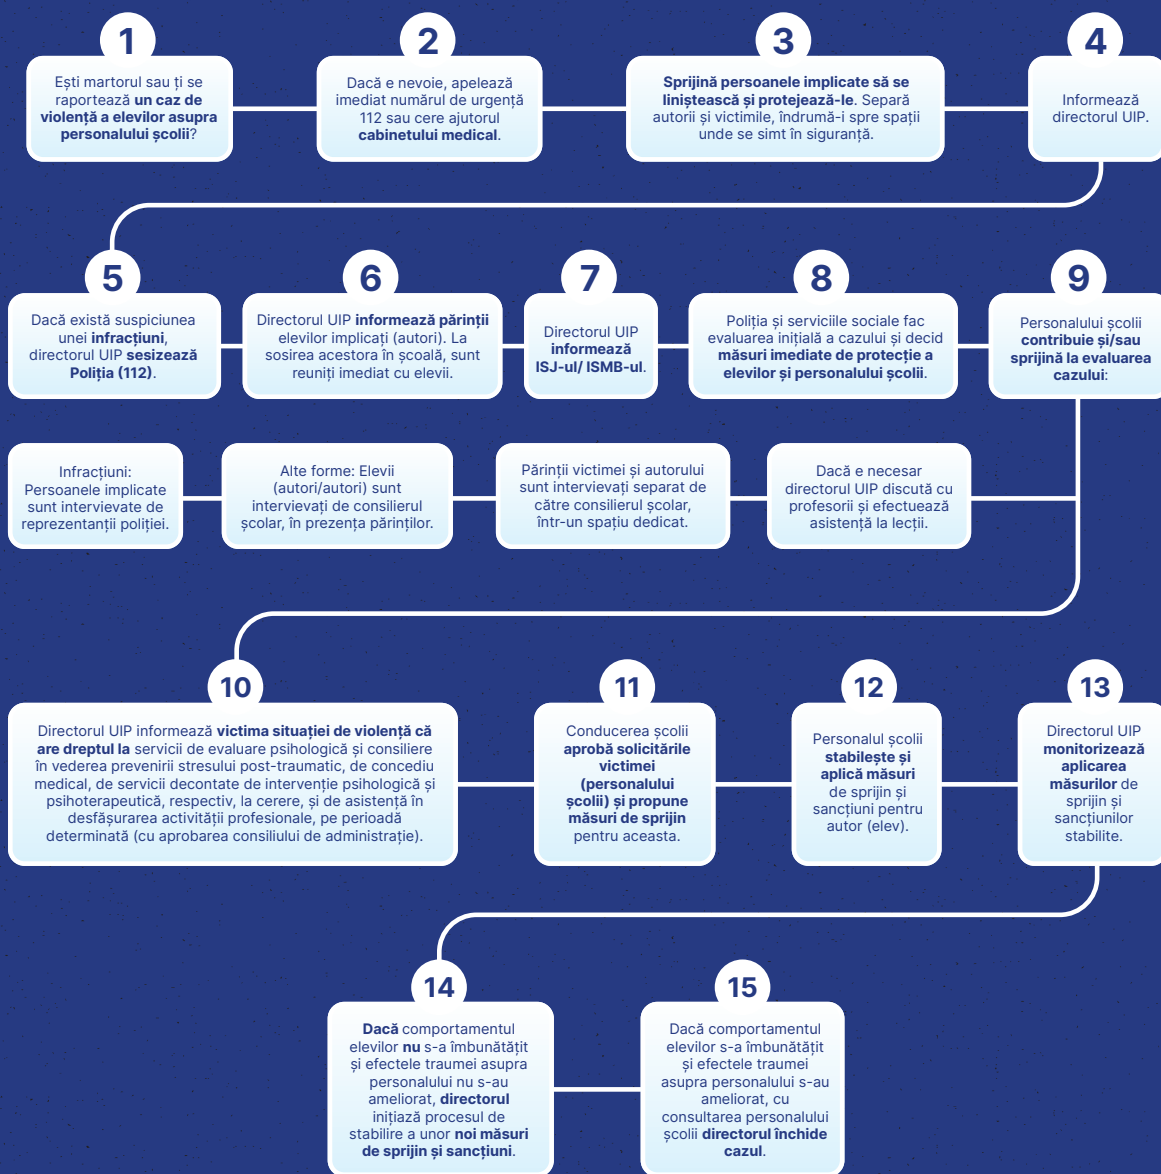 1
Ești martorul sau ți se
raportează un caz de
violență a elevilor asupra
personalului școlii?
2
Dacă e nevoie, apelează
imediat numărul de urgență
112 sau cere ajutorul
cabinetului medical.
3
Sprijină persoanele implicate să se
liniștească și protejează-le. Separă
autorii și victimile, îndrumă-i spre spații
unde se simt în siguranță.
4
Informează
directorul UIP.
5
Dacă există suspiciunea
unei infracțiuni,
directorul UIP sesizează
Poliția (112).
6
Directorul UIP informează părinții
elevilor implicați (autori). La
sosirea acestora în școală, sunt
reuniți imediat cu elevii.
7
Directorul UIP
informează
ISJ-ul/ ISMB-ul.
8
Poliția și serviciile sociale fac
evaluarea inițială a cazului și decid
măsuri imediate de protecție a
elevilor și personalului școlii.
9
Personalului școlii
contribuie și/sau
sprijină la evaluarea
cazului:
Infracțiuni:
Persoanele implicate
sunt intervievate de
reprezentanții poliției.
Alte forme: Elevii
(autori/autori) sunt
intervievați de consilierul
școlar, în prezența părinților.
Părinții victimei și autorului
sunt intervievați separat de
către consilierul școlar,
într-un spațiu dedicat.
Dacă e necesar
directorul UIP discută cu
profesorii și efectuează
asistență la lecții.
10
Directorul UIP informează victima situației de violență că
are dreptul la servicii de evaluare psihologică și consiliere
în vederea prevenirii stresului post-traumatic, de concediu
medical, de servicii decontate de intervenție psihologică și
psihoterapeutică, respectiv, la cerere, și de asistență în
desfășurarea activității profesionale, pe perioadă
determinată (cu aprobarea consiliului de administrație).
11
Conducerea școlii
aprobă solicitările
victimei
(personalului
școlii) și propune
măsuri de sprijin
pentru aceasta.
12
Personalul școlii
stabilește și
aplică măsuri
de sprijin și
sancțiuni pentru
autor (elev).
13
Directorul UIP
monitorizează
aplicarea
măsurilor de
sprijin și
sancțiunilor
stabilite.
14
Dacă comportamentul
elevilor nu s-a îmbunătățit
și efectele traumei asupra
personalului nu s-au
ameliorat, directorul
inițiază procesul de
stabilire a unor noi măsuri
de sprijin și sancțiuni.
15
Dacă comportamentul
elevilor s-a îmbunătățit
și efectele traumei
asupra personalului s-au
ameliorat, cu
consultarea personalului
școlii directorul închide
cazul.